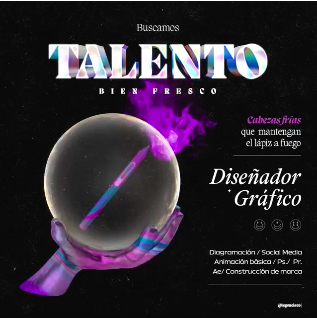 Buscamos
TALENTO
BIEN FRESCO
Cabezas frías
que mantengan
el lápiz a fuego
Diseñador
Gráfico
Diagramación / Social Media
Animación básica / Ps./ Pr.
Ae/ Construcción de marca